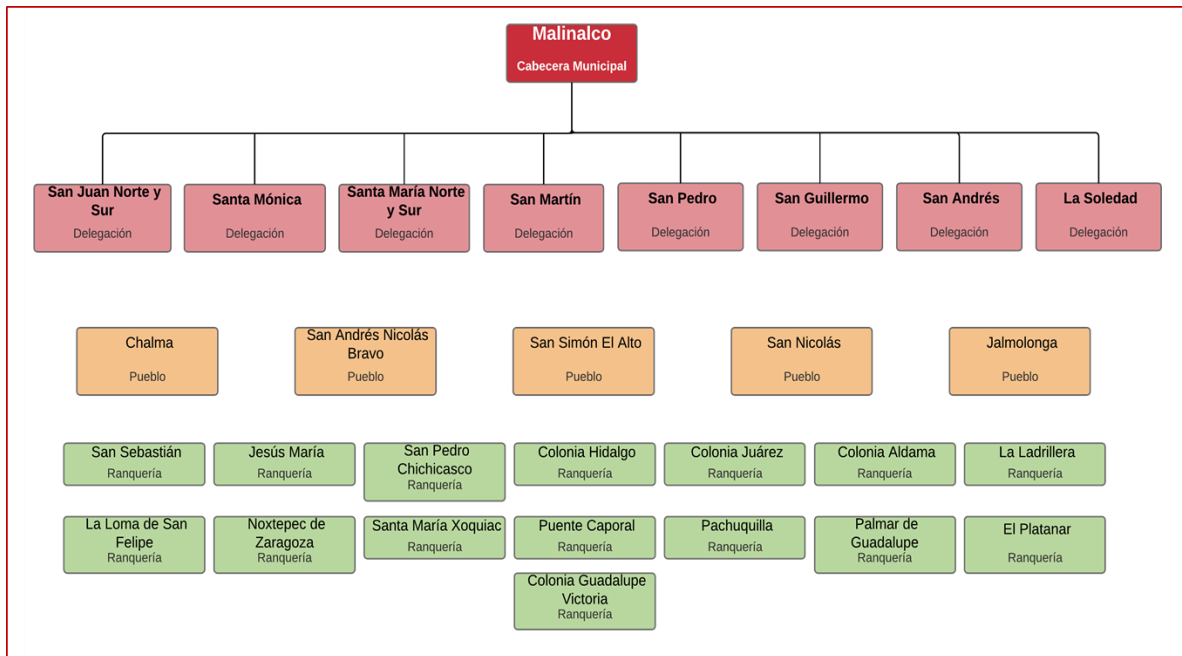 Malinalco
Cabecera Municipal
San Juan Norte y
Sur
Delegación
Santa Mónica
Delegación
Santa María Norte
y Sur
Delegación
San Martín
Delegación
San Pedro
Delegación
San Guillermo
Delegación
San Andrés
Delegación
La Soledad
Delegación
Chalma
Pueblo
San Andrés Nicolás
Bravo
Pueblo
San Simón El Alto
Pueblo
San Nicolás
Pueblo
Jalmolonga
Pueblo
San Sebastián
Ranquería
Jesús María
Ranquería
San Pedro
Chichicasco
Ranquería
Colonia Hidalgo
Ranquería
Colonia Juárez
Ranquería
Colonia Aldama
Ranquería
La Ladrillera
Ranquería
La Loma de San
Felipe
Ranquería
Noxtepec de
Zaragoza
Ranquería
Santa María Xoquiac
Ranquería
Puente Caporal
Ranquería
Pachuquilla
Ranquería
Palmar de
Guadalupe
Ranquería
El Platanar
Ranquería
Colonia Guadalupe
Victoria
Ranquería